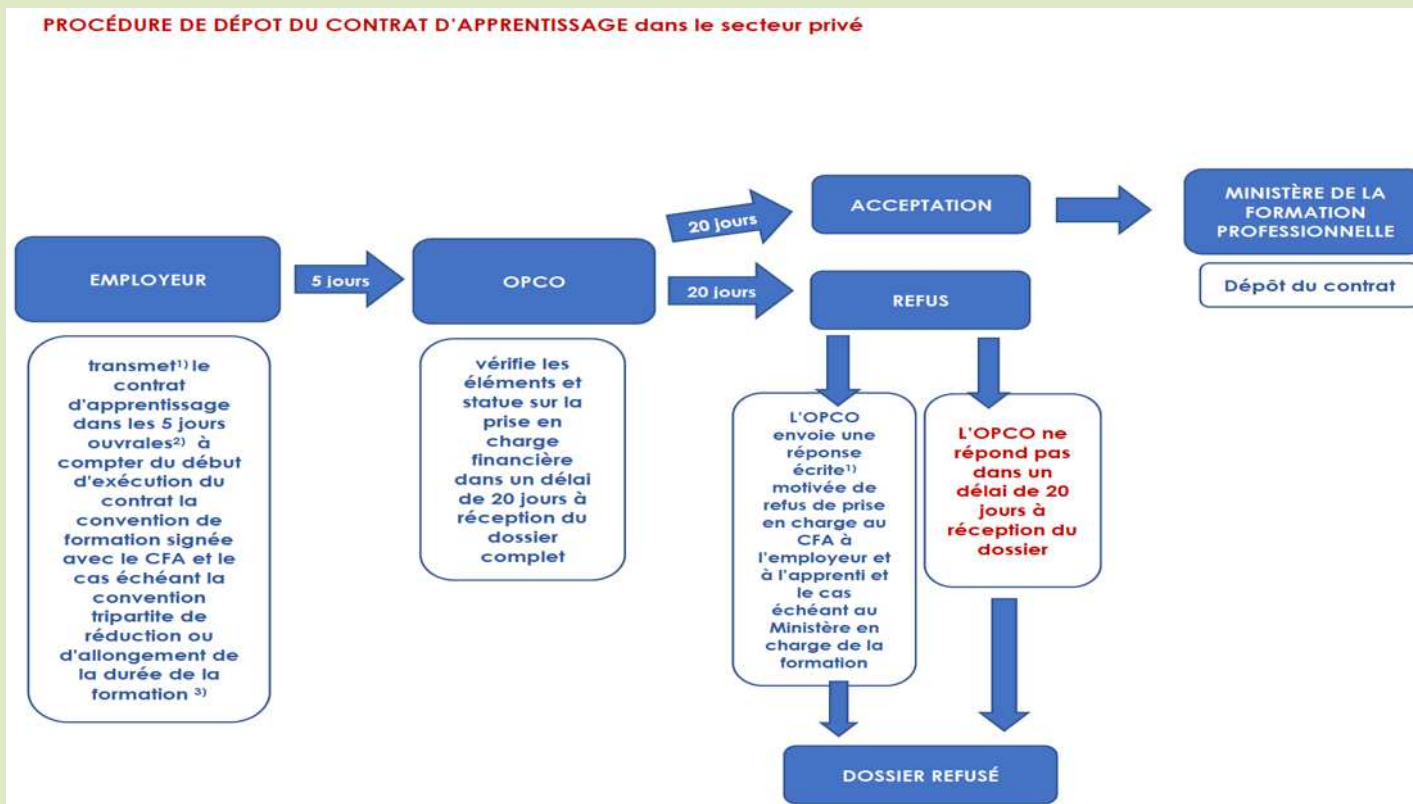 PROCÉDURE DE DÉPOT DU CONTRAT D'APPRENTISSAGE dans le secteur privé
EMPLOYEUR
5 jours
OPCO
20 jours
ACCEPTATION
MINISTÈRE DE LA
FORMATION
PROFESSIONNELLE
Dépôt du contrat
20 jours
REFUS
transmet¹⁾ le
contrat
d'apprentissage
dans les 5 jours
ouvrales²⁾ à
compter du début
d'exécution du
contrat la
convention de
formation signée
avec le CFA et le
cas échéant la
convention
tripartite de
réduction ou
d'allongement de
la durée de la
formation ³⁾
vérifie les
éléments et
statue sur la
prise en
charge
financière
dans un délai
de 20 jours à
réception du
dossier
complet
L'OPCO
envoie une
réponse
écrite¹⁾
motivée de
refus de prise
en charge au
CFA à
l'employeur et
à l'apprenti et
le cas
échéant au
Ministère en
charge de la
formation
L'OPCO ne
répond pas
dans un
délai de 20
jours à
réception du
dossier
DOSSIER REFUSÉ